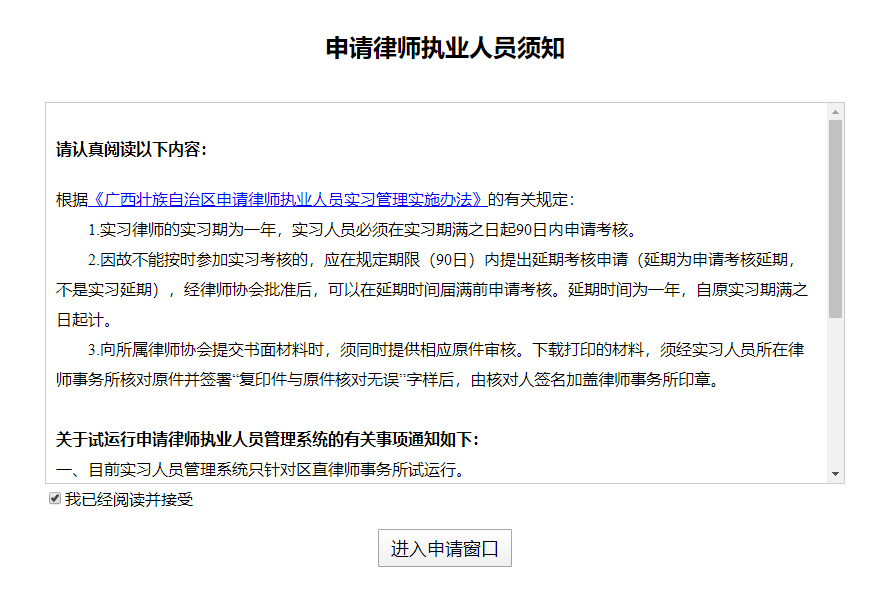 申请律师执业人员须知
请认真阅读以下内容：
根据《广西壮族自治区申请律师执业人员实习管理实施办法》的有关规定：
1.实习律师的实习期为一年，实习人员必须在实习期满之日起90日内申请考核。
2.因故不能按时参加实习考核的，应在规定期限（90日）内提出延期考核申请（延期为申请考核延期，
不是实习延期），经律师协会批准后，可以在延期时间届满前申请考核。延期时间为一年，自原实习期满之
日起计。
3.向所属律师协会提交书面材料时，须同时提供相应原件审核。下载打印的材料，须经实习人员所在律
师事务所核对原件并签署“复印件与原件核对无误”字样后，由核对人签名加盖律师事务所印章。
关于试运行申请律师执业人员管理系统的有关事项通知如下：
一、目前实习人员管理系统只针对区直律师事务所试运行。
我已经阅读并接受
进入申请窗口